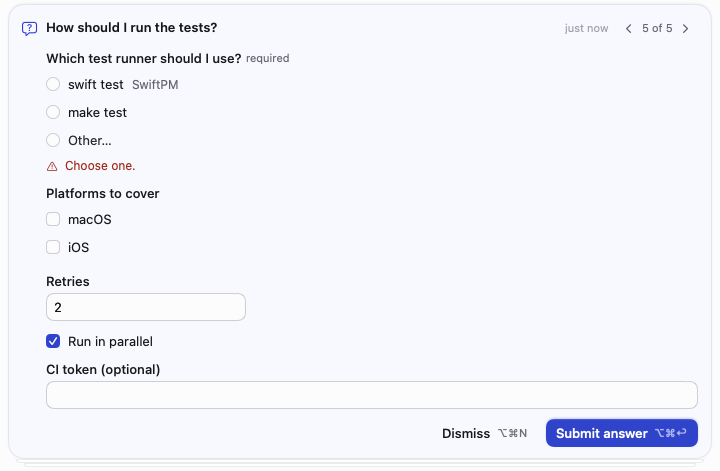 How should I run the tests? just now 5 of 5
Which test runner should I use? required
swift test SwiftPM
make test
Other...
Choose one.
Platforms to cover
macOS
iOS
Retries
2
Run in parallel
CI token (optional)
Dismiss ⌥⌘N Submit answer ⌥⌘↩